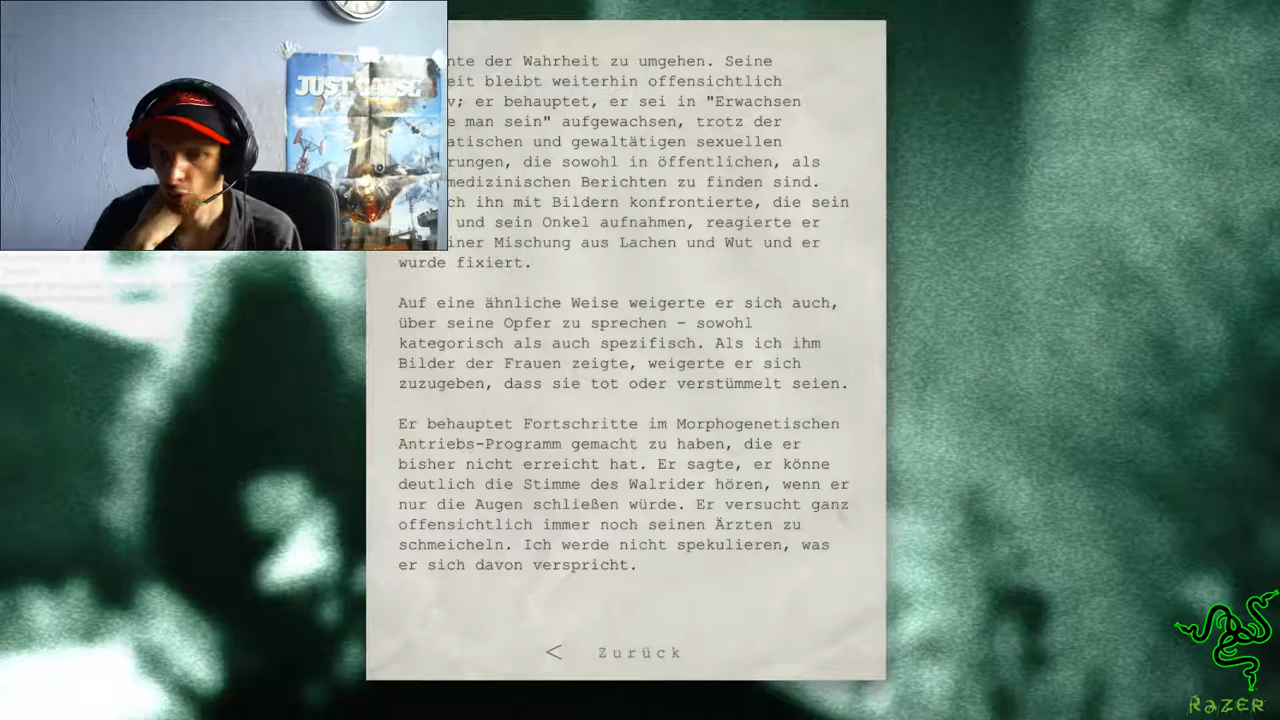 JUST CAUSE
nte der Wahrheit zu umgehen. Seine
eit bleibt weiterhin offensichtlich
v; er behauptet, er sei in "Erwachsen
e man sein" aufgewachsen, trotz der
atischen und gewaltätigen sexuellen
rungen, die sowohl in öffentlichen, als
medizinischen Berichten zu finden sind.
ch ihn mit Bildern konfrontierte, die sein
und sein Onkel aufnahmen, reagierte er
iner Mischung aus Lachen und Wut und er
wurde fixiert.
Auf eine ähnliche Weise weigerte er sich auch,
über seine Opfer zu sprechen – sowohl
kategorisch als auch spezifisch. Als ich ihm
Bilder der Frauen zeigte, weigerte er sich
zuzugeben, dass sie tot oder verstümmelt seien.
Er behauptet Fortschritte im Morphogenetischen
Antriebs-Programm gemacht zu haben, die er
bisher nicht erreicht hat. Er sagte, er könne
deutlich die Stimme des Walrider hören, wenn er
nur die Augen schließen würde. Er versucht ganz
offensichtlich immer noch seinen Ärzten zu
schmeicheln. Ich werde nicht spekulieren, was
er sich davon verspricht.
< Zurück
RAZER